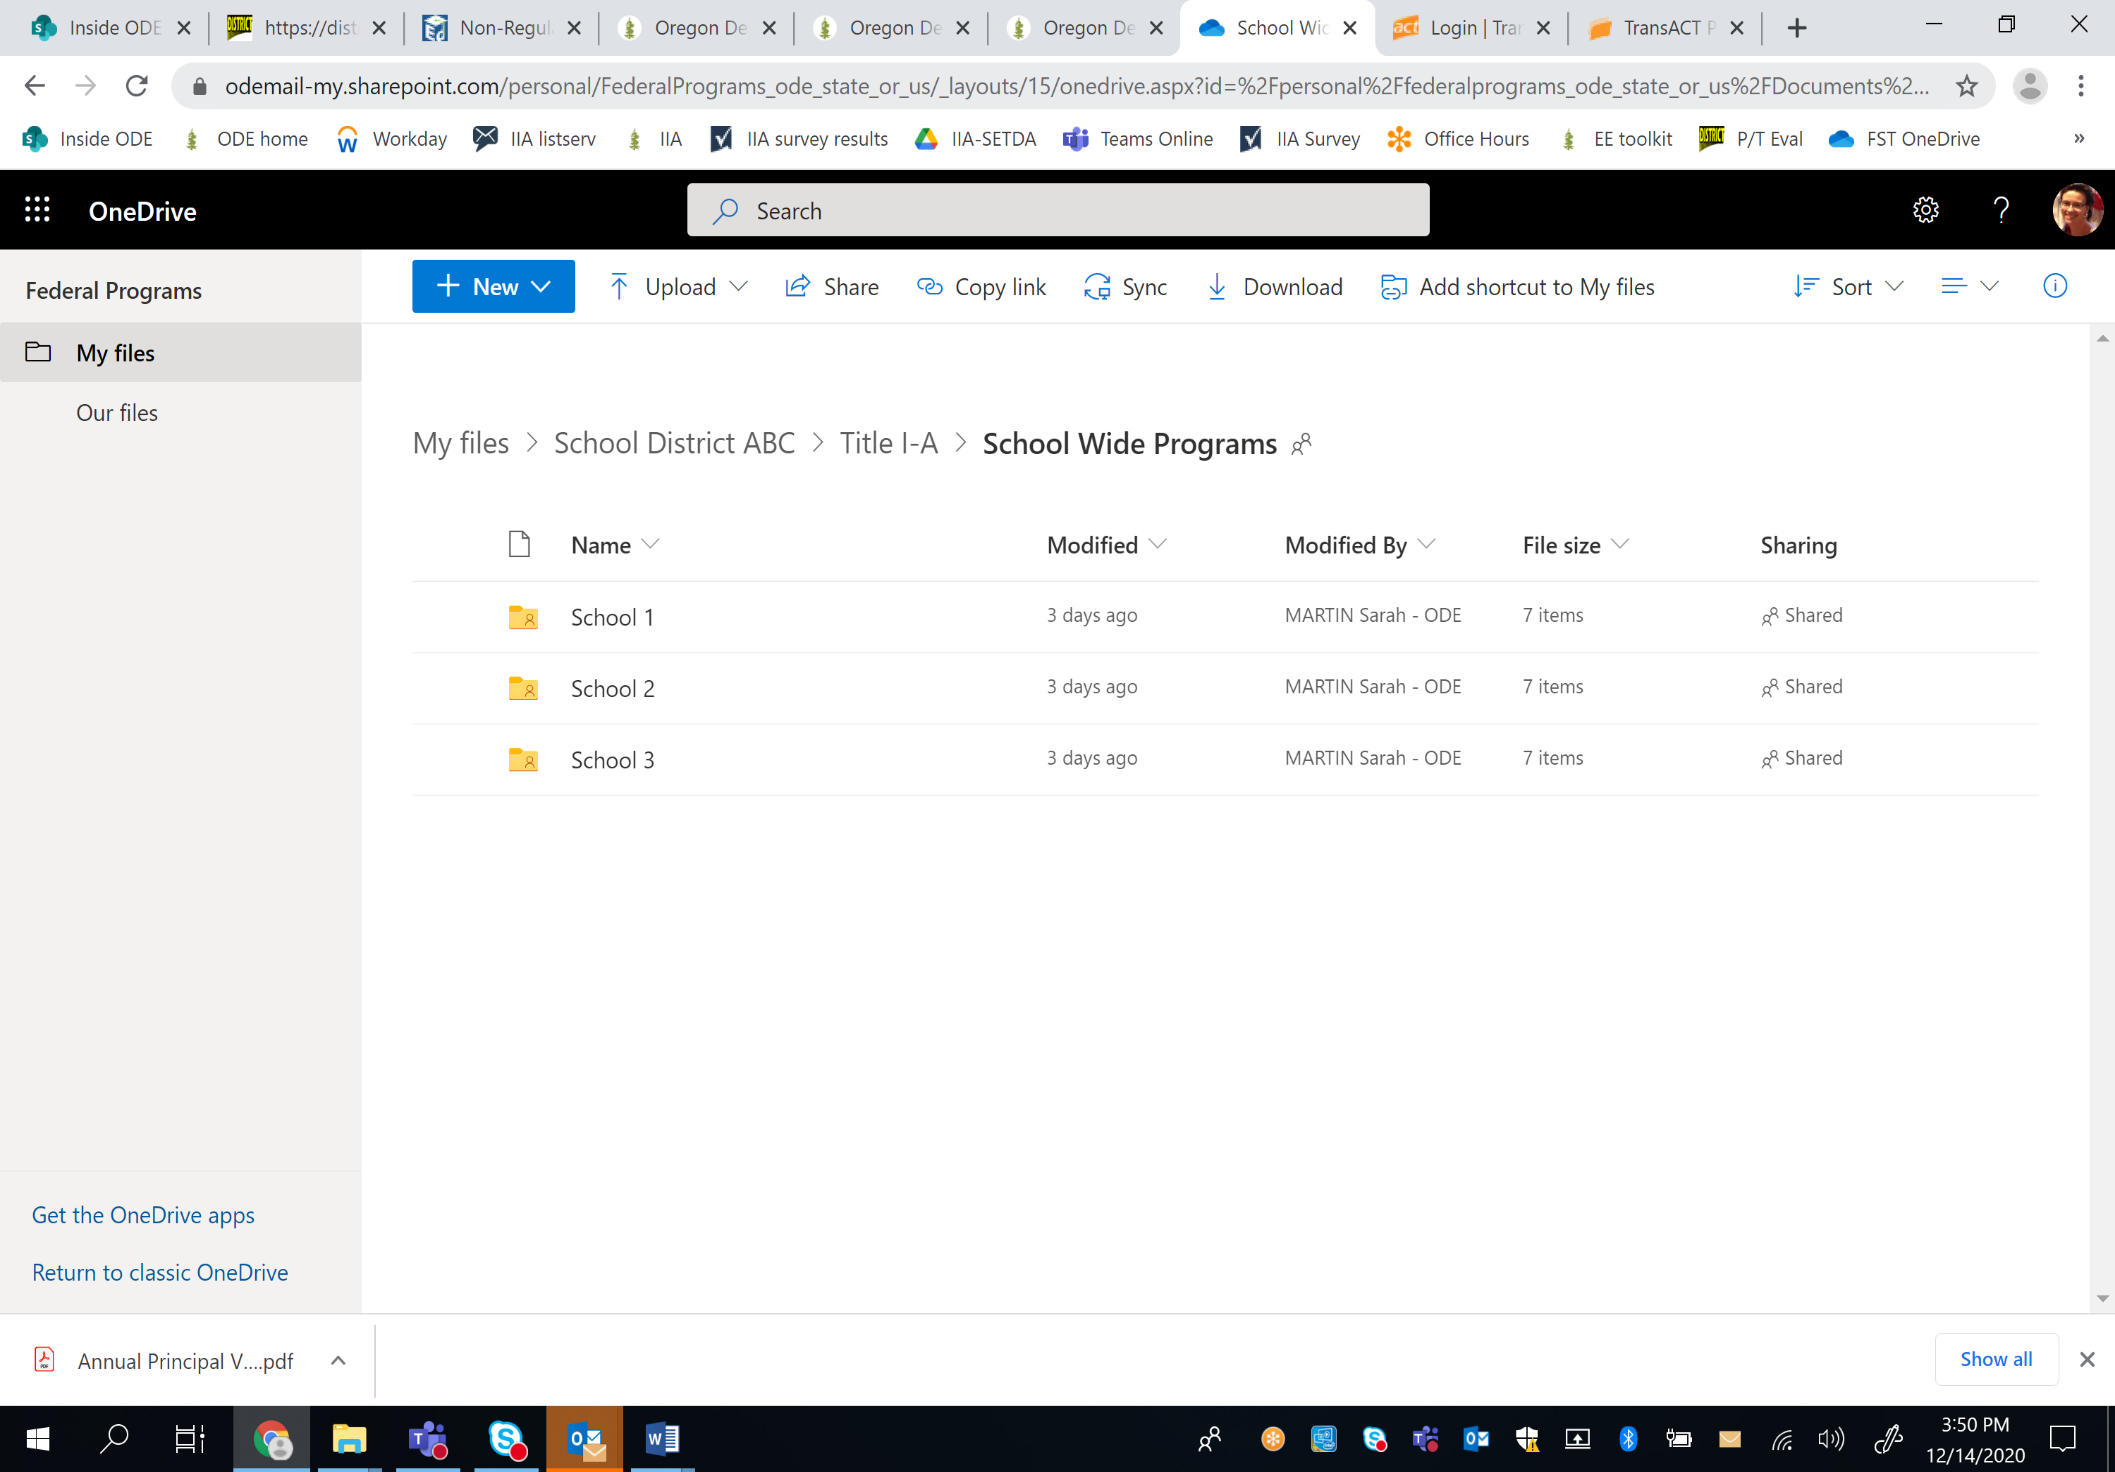 Inside ODE
https://dist
Non-Regul
Oregon De
Oregon De
Oregon De
School Wid
Login | Tra
TransACT P
odemail-my.sharepoint.com/personal/FederalPrograms_ode_state_or_us/_layouts/15/onedrive.aspx?id=%2Fpersonal%2Ffederalprograms_ode_state_or_us%2FDocuments%2...
Inside ODE
ODE home
Workday
IIA listserv
IIA
IIA survey results
IIA-SETDA
Teams Online
IIA Survey
Office Hours
EE toolkit
P/T Eval
FST OneDrive
»
OneDrive
Search
Federal Programs
My files
Our files
New
Upload
Share
Copy link
Sync
Download
Add shortcut to My files
Sort
My files > School District ABC > Title I-A > School Wide Programs
Name Modified Modified By File size Sharing
School 1 3 days ago MARTIN Sarah - ODE 7 items Shared
School 2 3 days ago MARTIN Sarah - ODE 7 items Shared
School 3 3 days ago MARTIN Sarah - ODE 7 items Shared
Get the OneDrive apps
Return to classic OneDrive
Annual Principal V....pdf
Show all
3:50 PM
12/14/2020